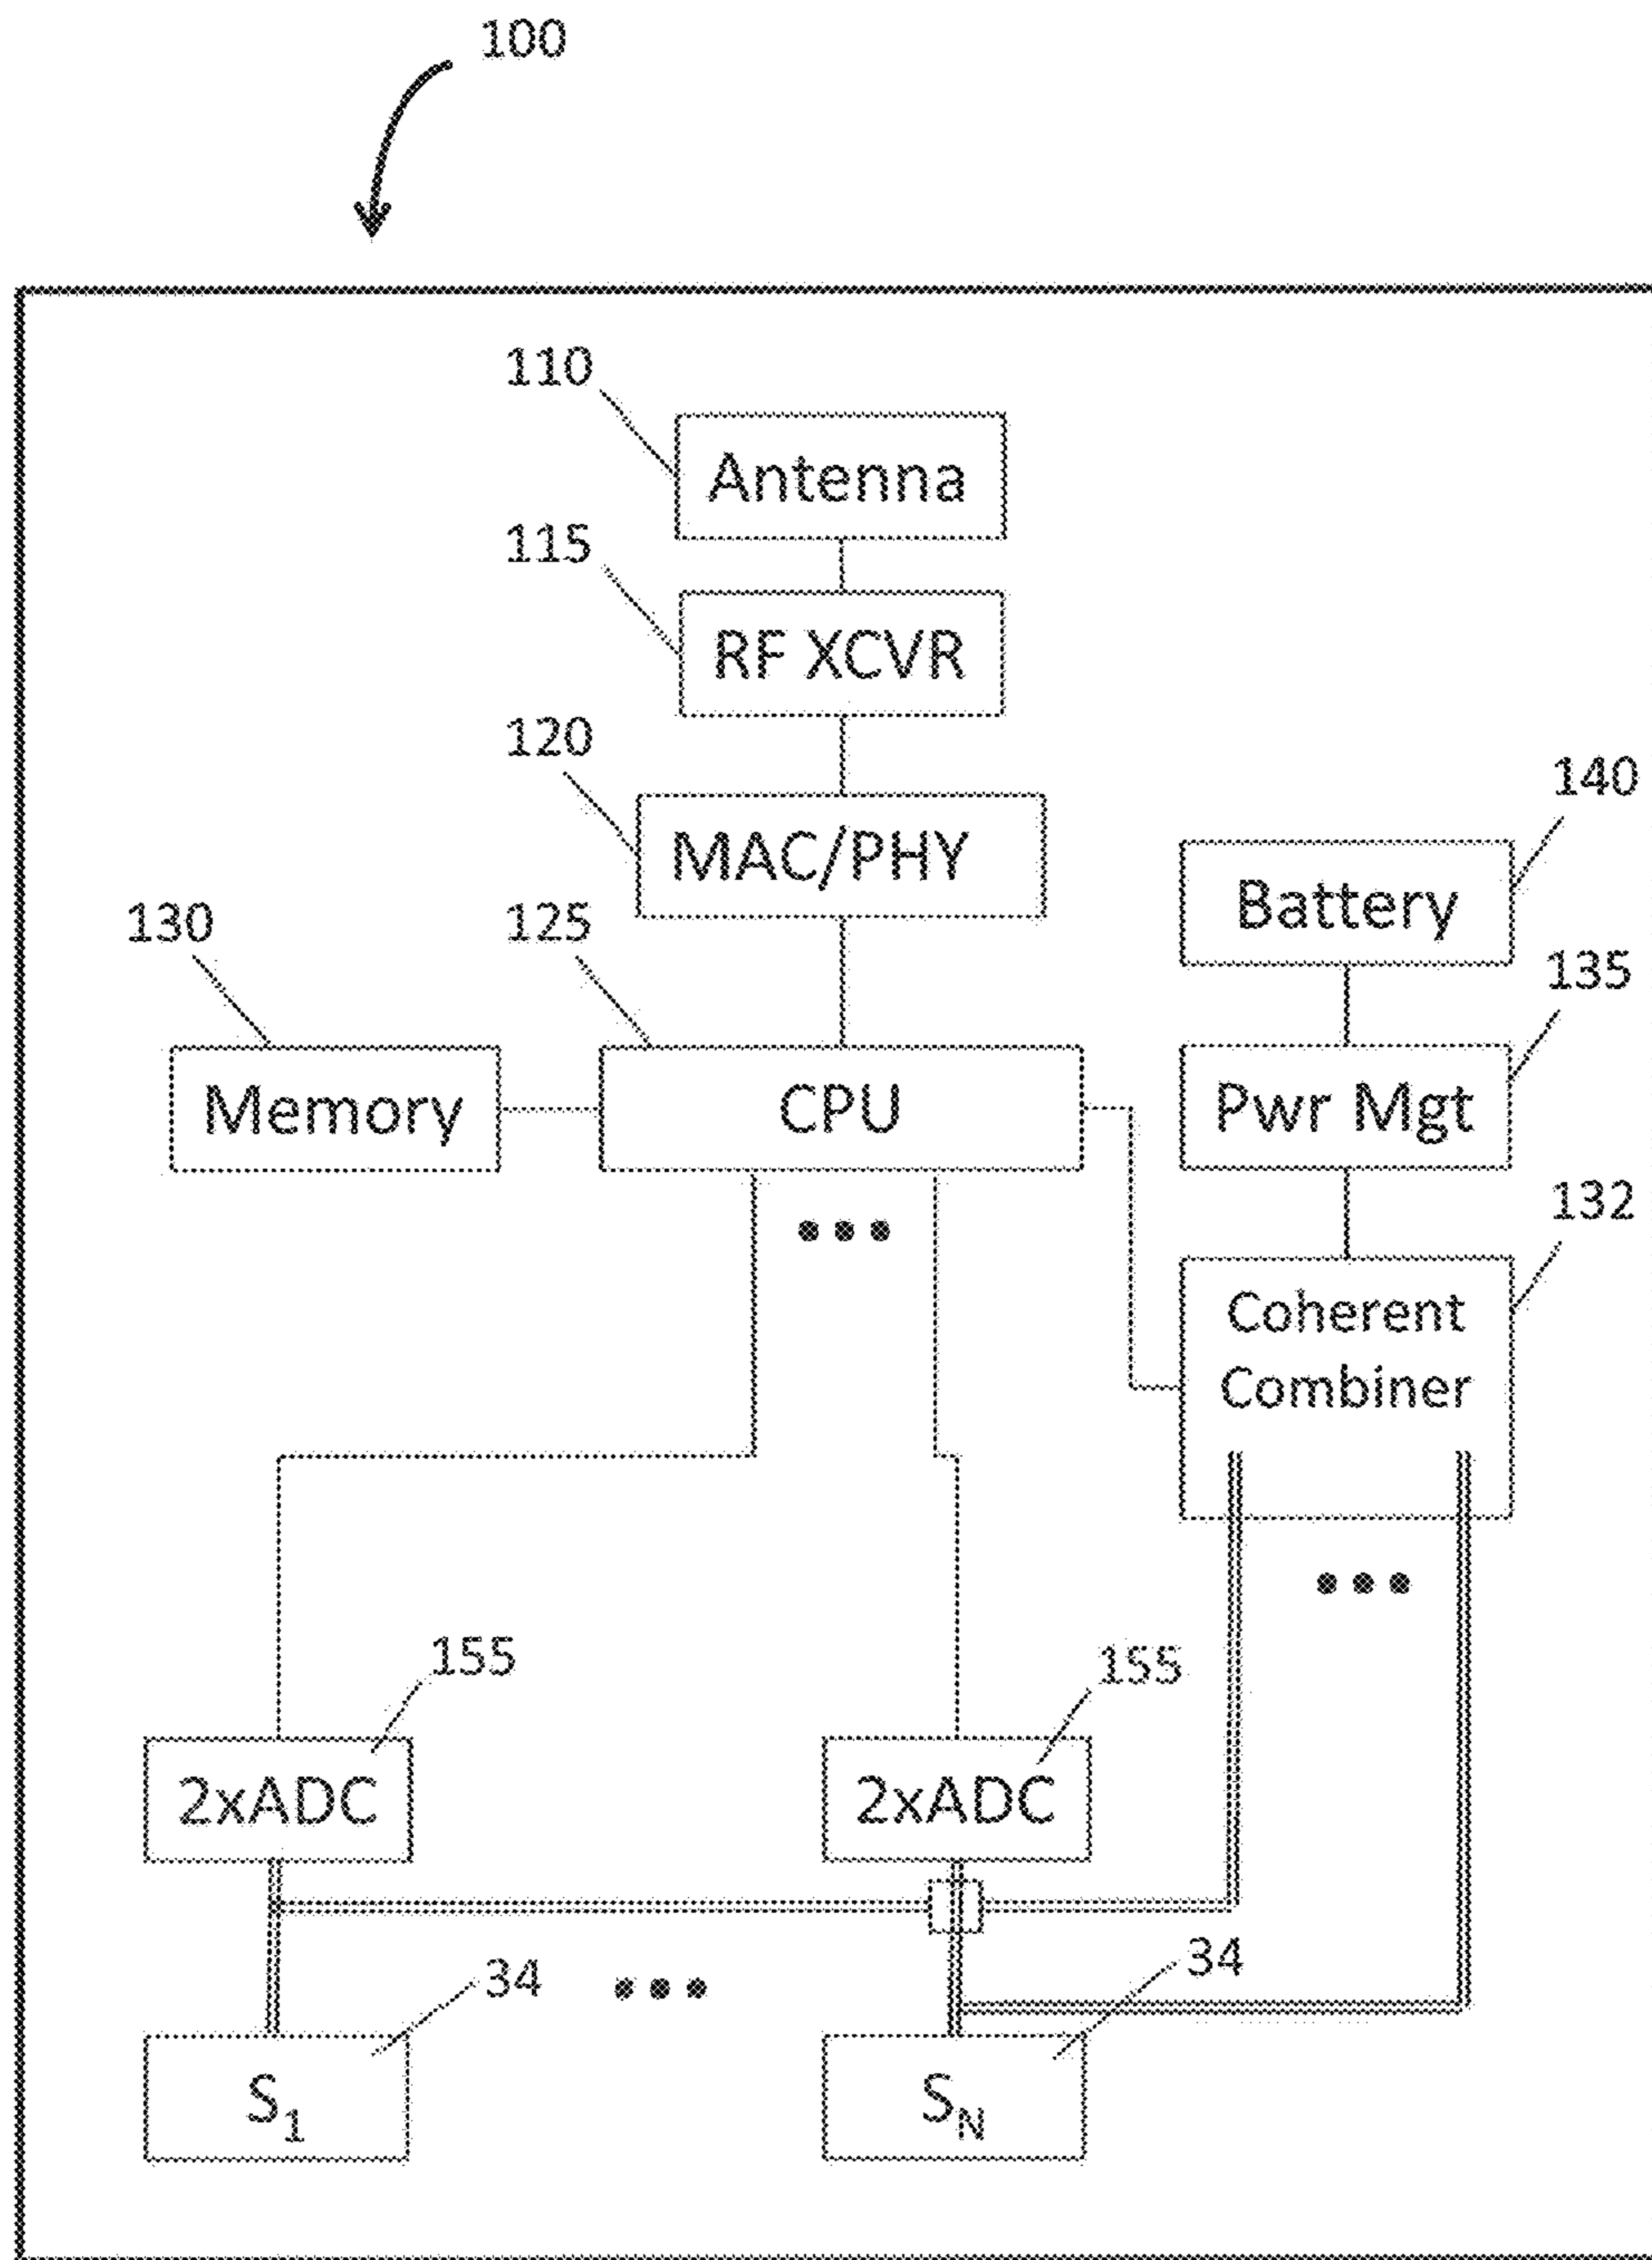 100
110
Antenna
115
RF XCVR
120
MAC/PHY
140
Battery
130
125
135
Memory
CPU
Pwr Mgt
132
Coherent
Combiner
155
155
2xADC
2xADC
34
34
S1
SN